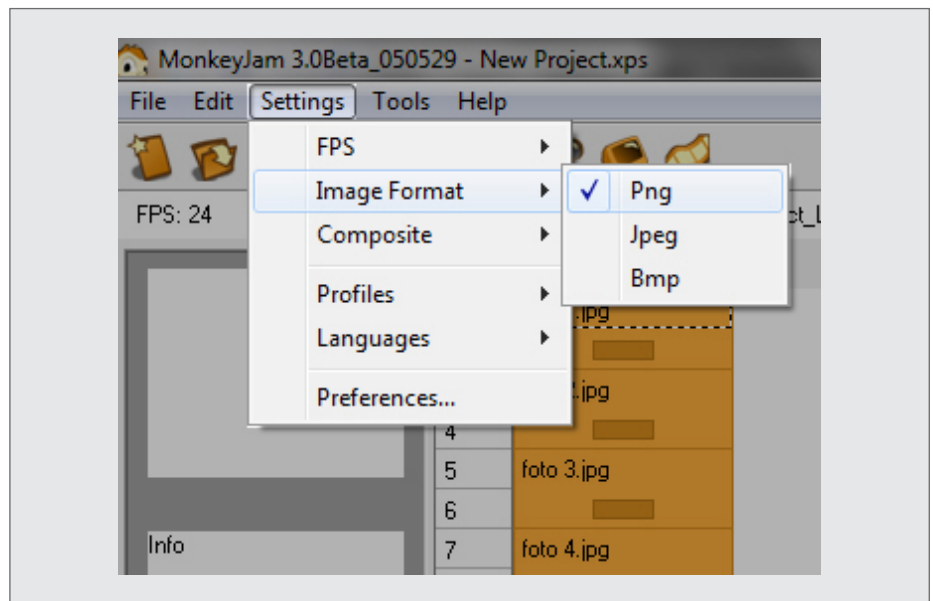 MonkeyJam 3.0Beta_050529 - New Project.xps
File Edit Settings Tools Help
FPS
Image Format
Composite
Profiles
Languages
Preferences...
Png
Jpeg
Bmp
FPS: 24
.jpg
.jpg
4
5 foto 3.jpg
6
7 foto 4.jpg
Info